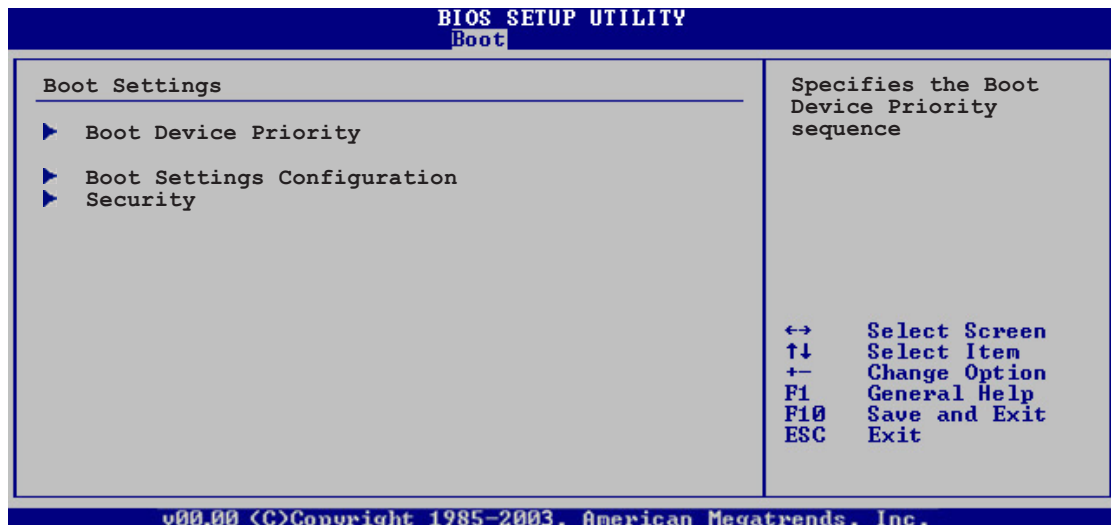 BIOS SETUP UTILITY
Boot
Boot Settings
Boot Device Priority
Boot Settings Configuration
Security
Specifies the Boot
Device Priority
sequence
←→ Select Screen
↑↓ Select Item
+- Change Option
F1 General Help
F10 Save and Exit
ESC Exit
v00.00 (C)Copyright 1985-2003, American Megatrends, Inc.